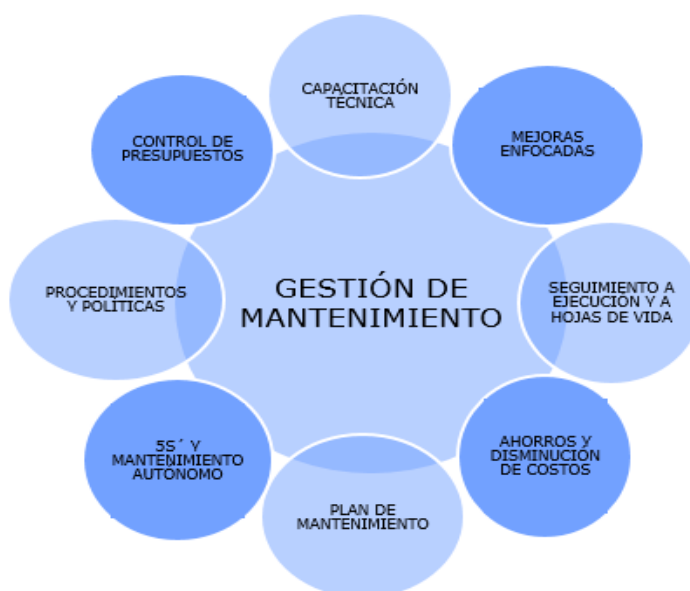 CAPACITACIÓN
TÉCNICA
MEJORAS
ENFOCADAS
SEGUIMIENTO A
EJECUCIÓN Y A
HOJAS DE VIDA
AHORROS Y
DISMINUCIÓN
DE COSTOS
PLAN DE
MANTENIMIENTO
5S´ Y
MANTENIMIENTO
AUTÓNOMO
PROCEDIMIENTOS
Y POLÍTICAS
CONTROL DE
PRESUPUESTOS
GESTIÓN DE
MANTENIMIENTO